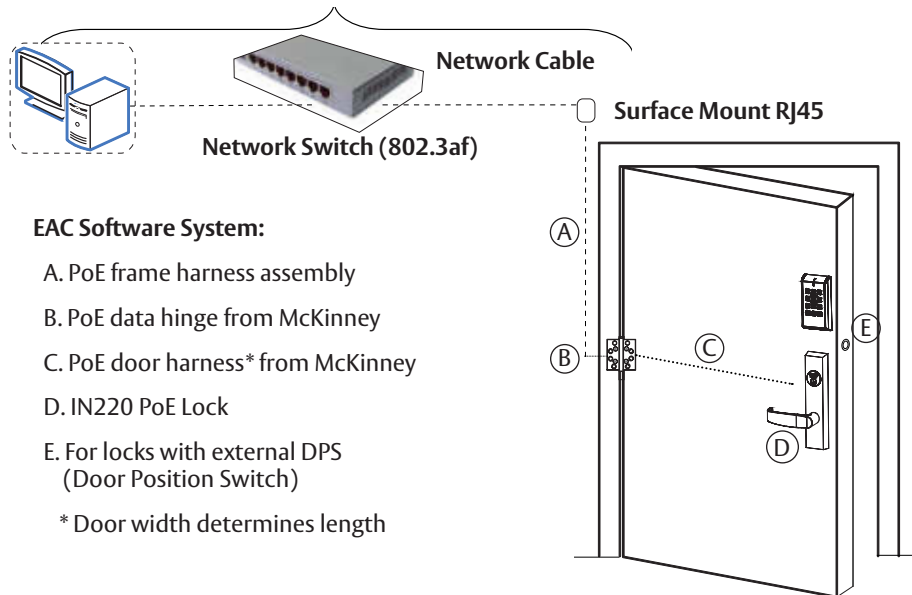 Network Cable
Surface Mount RJ45
Network Switch (802.3af)
EAC Software System:
A. PoE frame harness assembly
B. PoE data hinge from McKinney
C. PoE door harness* from McKinney
D. IN220 PoE Lock
E. For locks with external DPS
(Door Position Switch)
* Door width determines length
A
B
C
D
E